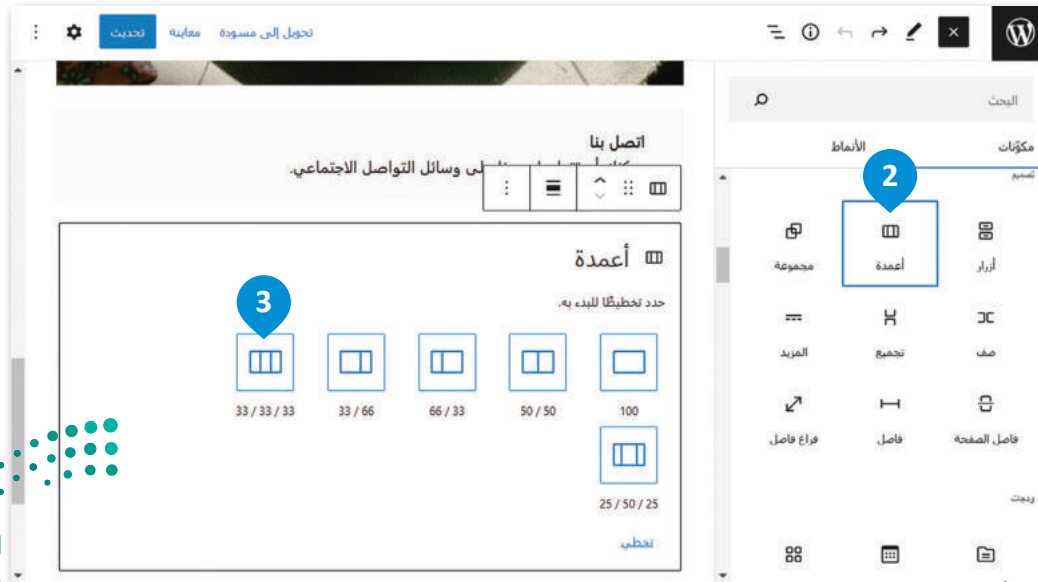 تحويل إلى مسودة
معاينة
تحديث
البحث
مكوّنات
الأنماط
تصميم
2
أزرار
أعمدة
مجموعة
صف
تجميع
المزيد
فاصل الصفحة
فاصل
فراغ فاصل
ودجات
اتصل بنا
لى وسائل التواصل الاجتماعي.
أعمدة
حدد تخطيطًا للبدء به.
3
100
50 / 50
66 / 33
33 / 66
33 / 33 / 33
25 / 50 / 25
تخطي